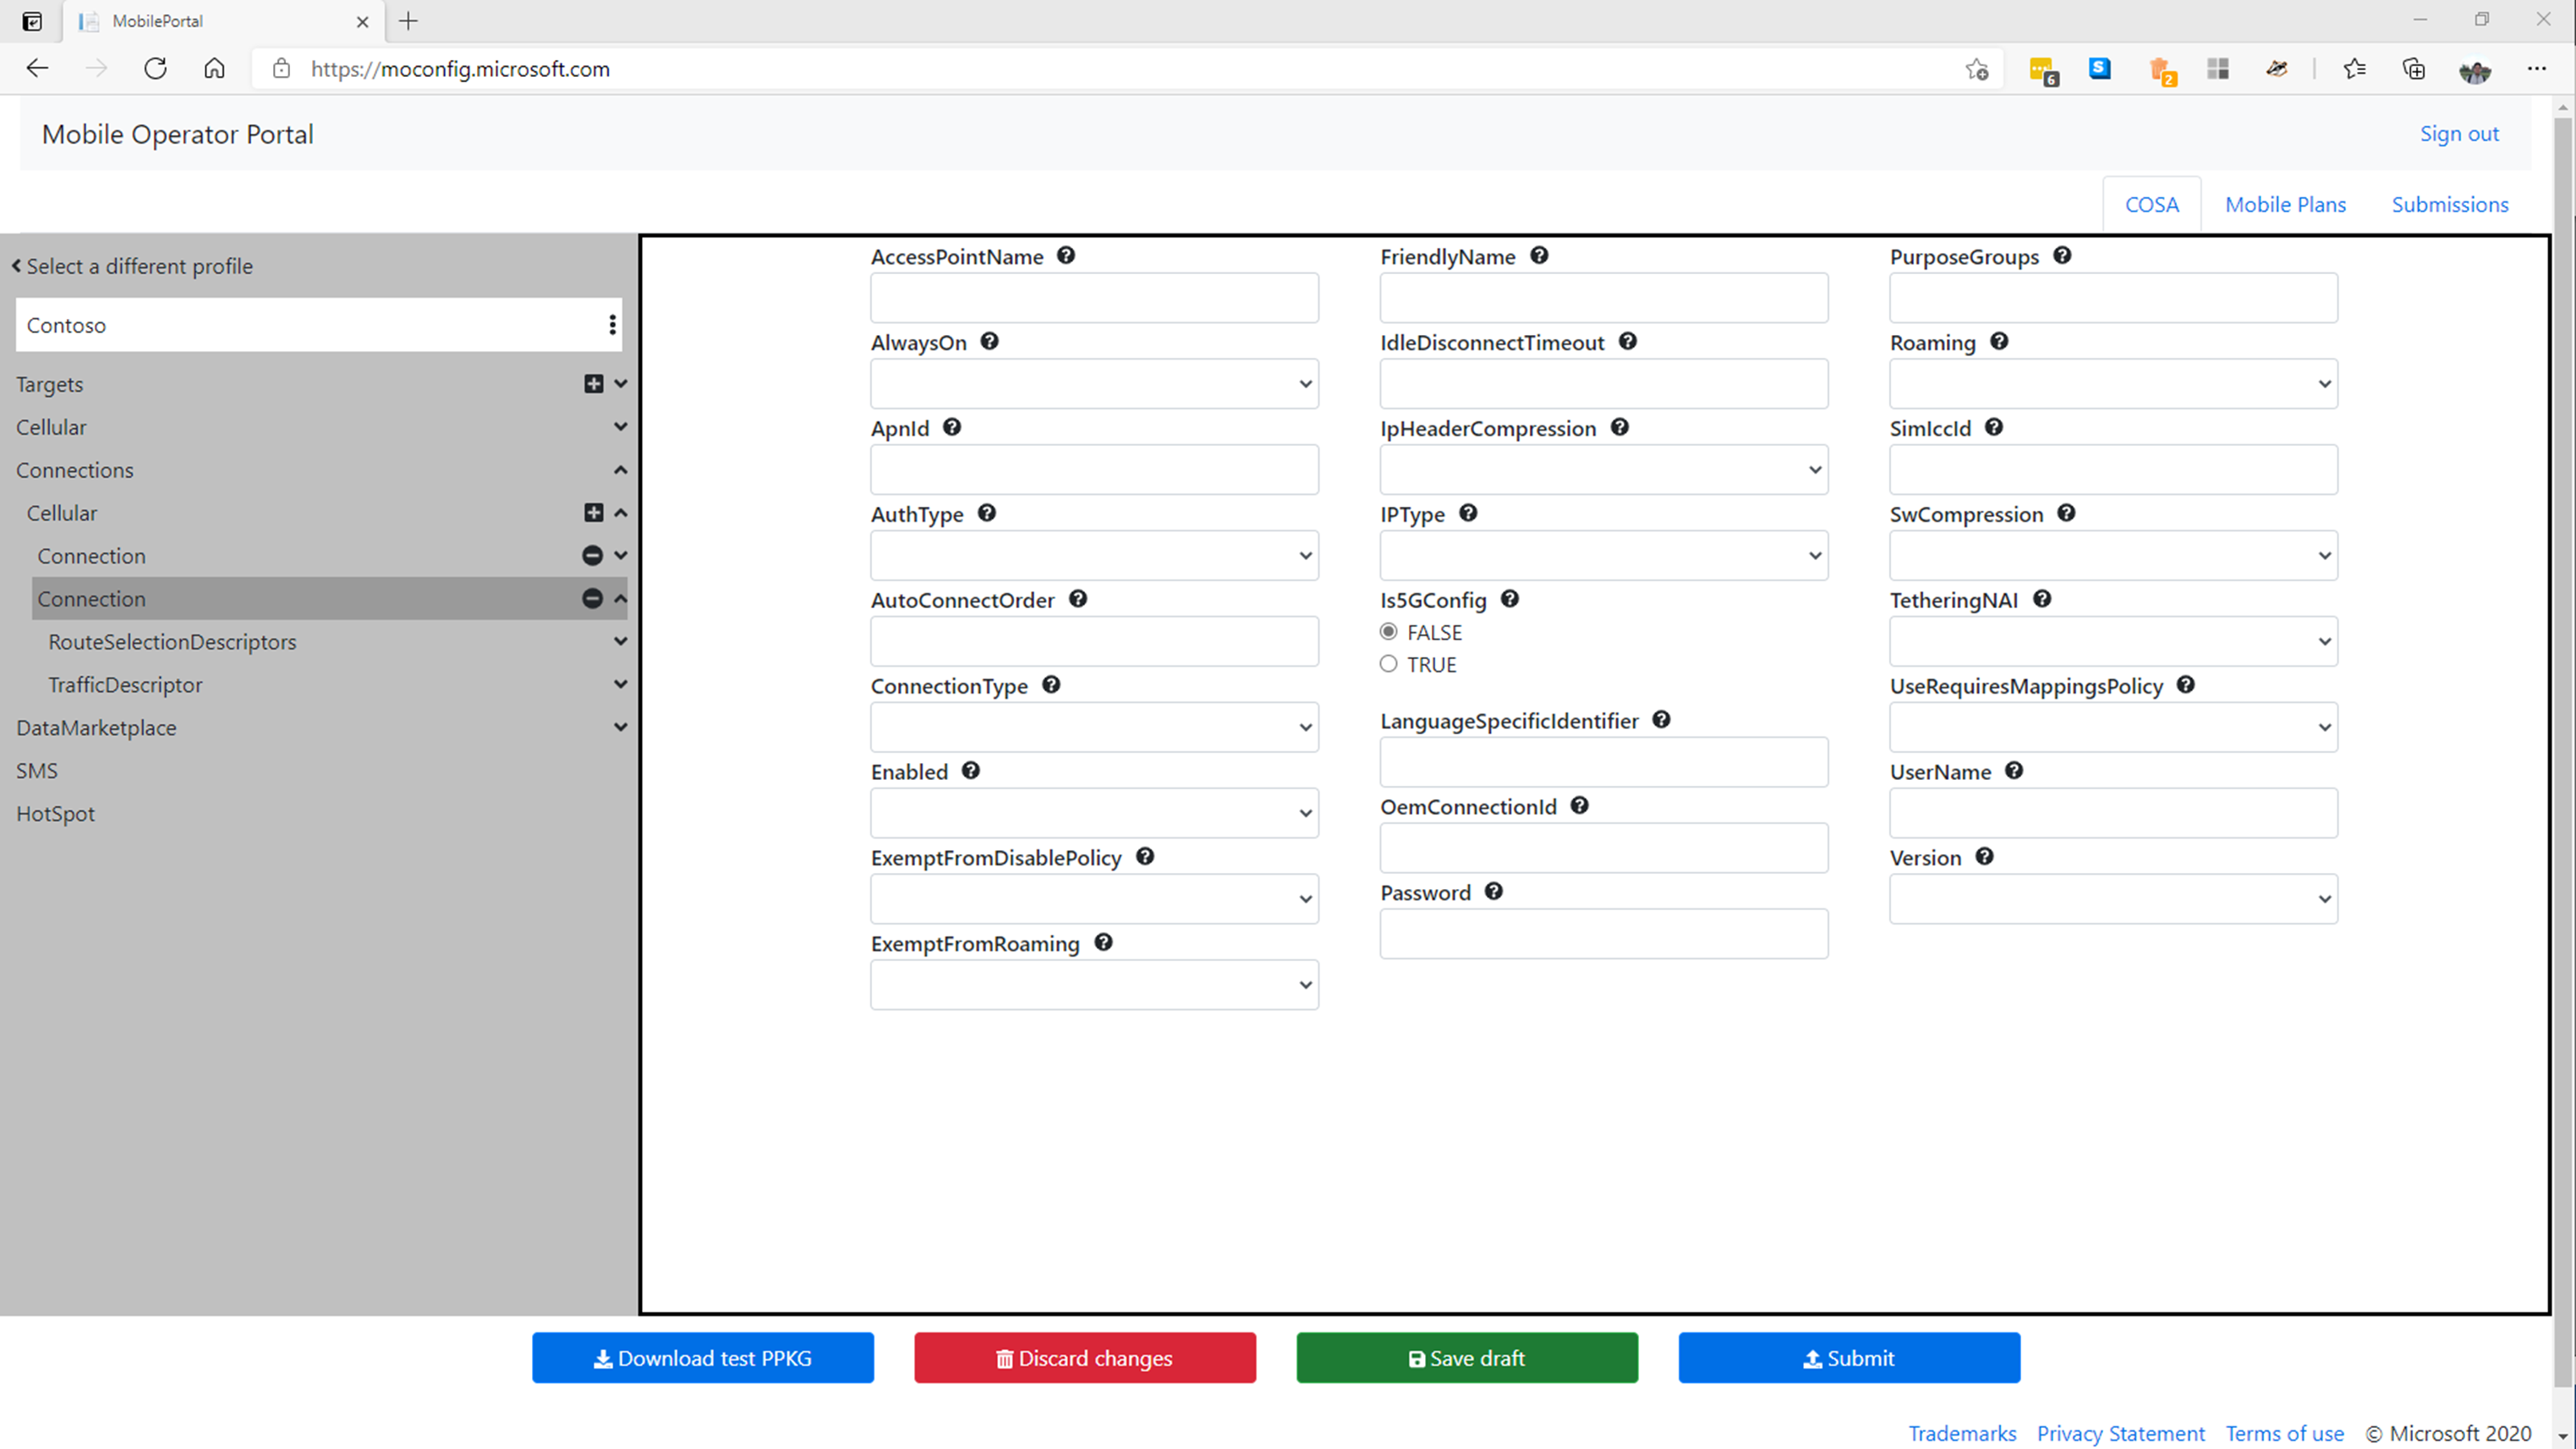 MobilePortal
https://moconfig.microsoft.com
6
S
2
Mobile Operator Portal
Sign out
COSA
Mobile Plans
Submissions
Select a different profile
Contoso
Targets
Cellular
Connections
Cellular
Connection
Connection
RouteSelectionDescriptors
TrafficDescriptor
DataMarketplace
SMS
HotSpot
AccessPointName ?
AlwaysOn ?
ApnId ?
AuthType ?
AutoConnectOrder ?
ConnectionType ?
Enabled ?
ExemptFromDisablePolicy ?
ExemptFromRoaming ?
FriendlyName ?
IdleDisconnectTimeout ?
IpHeaderCompression ?
IPType ?
Is5GConfig ?
FALSE
TRUE
LanguageSpecificIdentifier ?
OemConnectionId ?
Password ?
PurposeGroups ?
Roaming ?
SimIccId ?
SwCompression ?
TetheringNAI ?
UseRequiresMappingsPolicy ?
UserName ?
Version ?
Download test PPKG
Discard changes
Save draft
Submit
Trademarks Privacy Statement Terms of use © Microsoft 2020